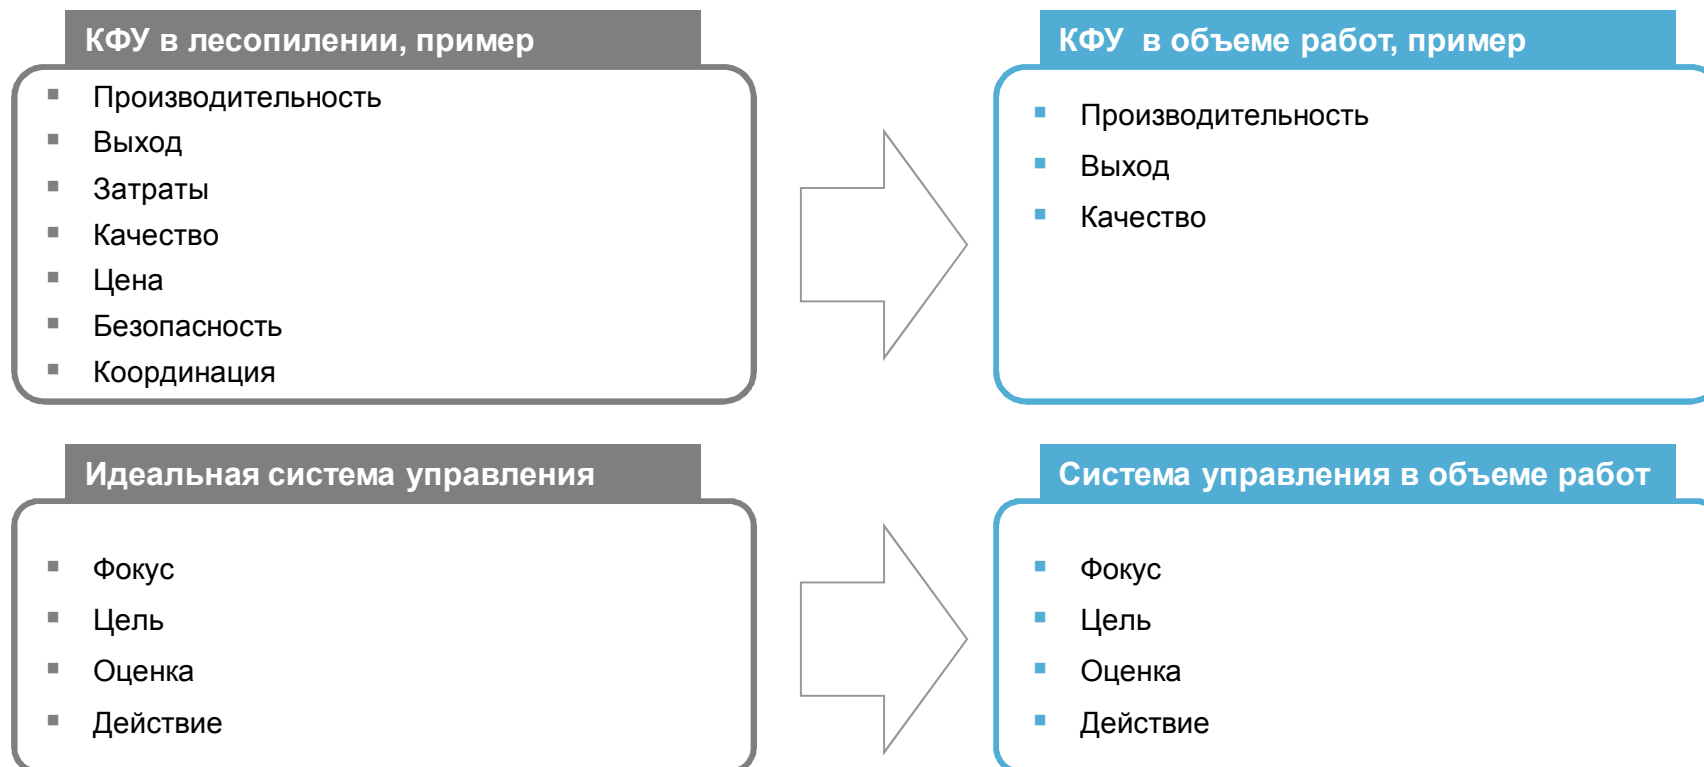 КФУ в лесопилении, пример
Производительность
Выход
Затраты
Качество
Цена
Безопасность
Координация
КФУ в объеме работ, пример
Производительность
Выход
Качество
Идеальная система управления
Фокус
Цель
Оценка
Действие
Система управления в объеме работ
Фокус
Цель
Оценка
Действие